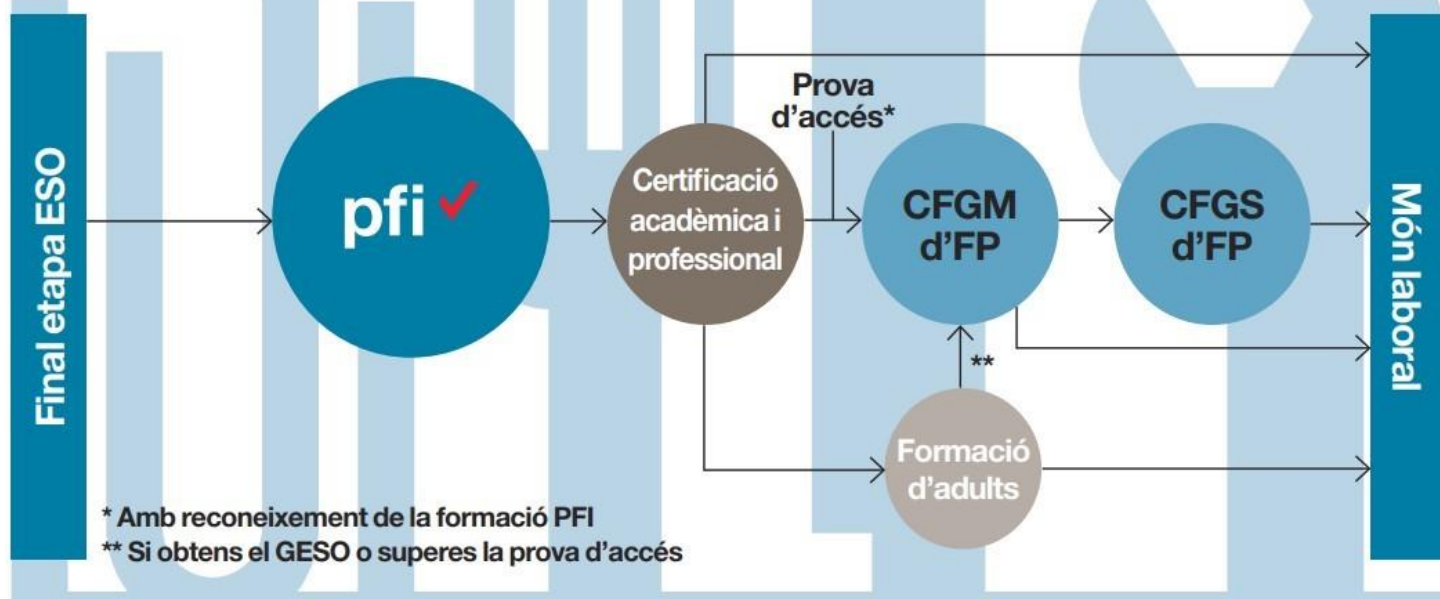 Final etapa ESO
pfi
Certificació
acadèmica i
professional
Prova
d'accés*
CFGM
d'FP
CFGS
d'FP
Món laboral
**
Formació
d'adults
* Amb reconeixement de la formació PFI
** Si obtens el GESO o superes la prova d'accés